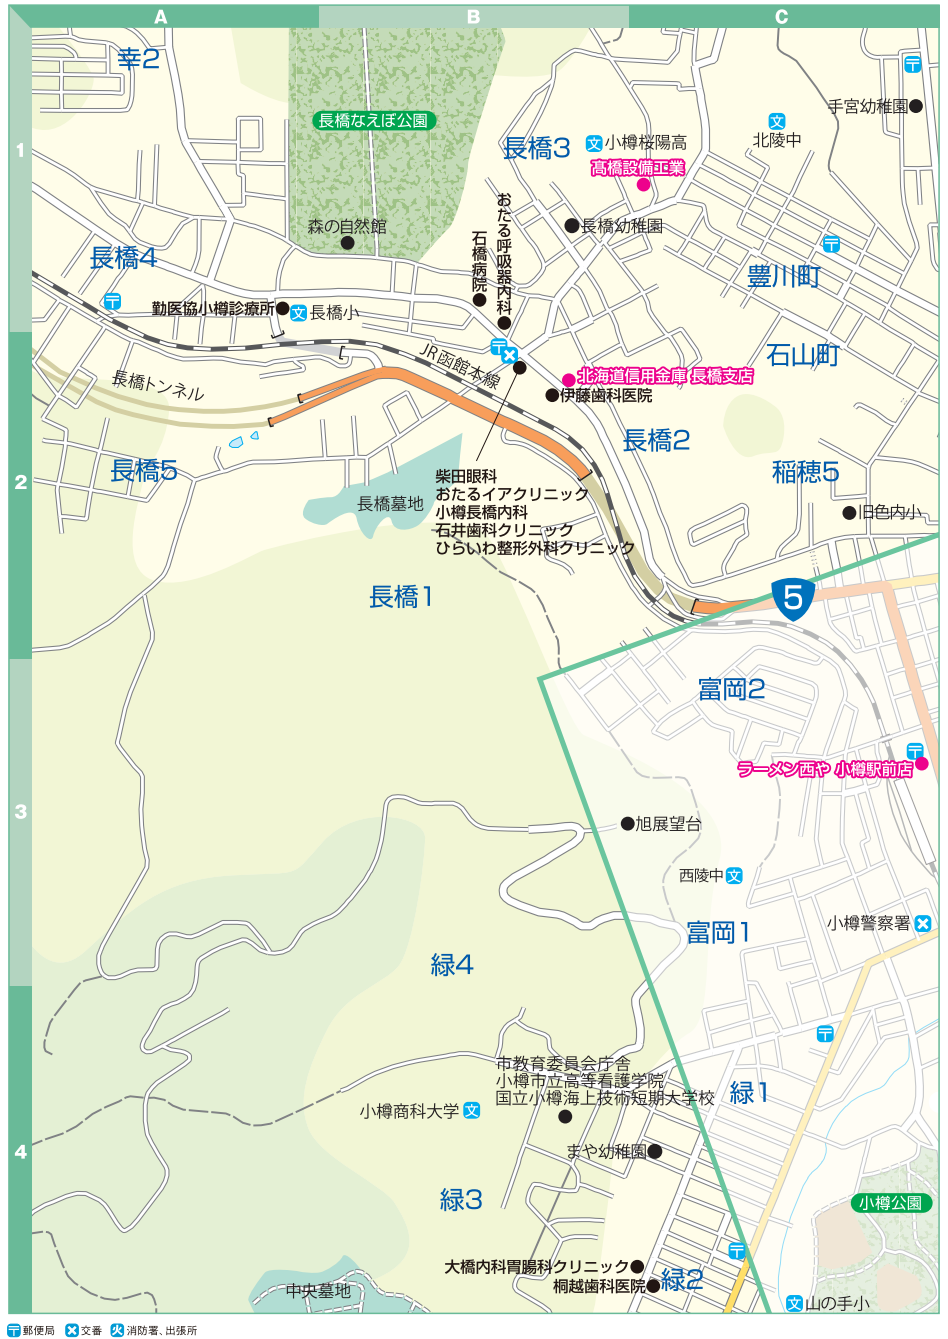 A
B
C
幸2
手宮幼稚園
長橋なえぼ公園
1
長橋3
文
小樽桜陽高
文
北陵中
髙橋設備工業
おたる呼吸器内科
石橋病院
森の自然館
長橋幼稚園
長橋4
豊川町
勤医協小樽診療所
文
長橋小
石山町
JR函館本線
長橋トンネル
北海道信用金庫 長橋支店
伊藤歯科医院
長橋2
2
長橋5
稲穂5
柴田眼科
おたるイアクリニック
小樽長橋内科
石井歯科クリニック
ひらいわ整形外科クリニック
長橋墓地
旧色内小
長橋1
5
富岡2
ラーメン西や 小樽駅前店
3
旭展望台
西陵中
文
小樽警察署
富岡1
緑4
市教育委員会庁舎
小樽市立高等看護学院
国立小樽海上技術短期大学校
緑1
小樽商科大学
文
4
まや幼稚園
緑3
小樽公園
大橋内科胃腸科クリニック
桐越歯科医院
緑2
中央墓地
文
山の手小
郵便局
交番
火
消防署、出張所